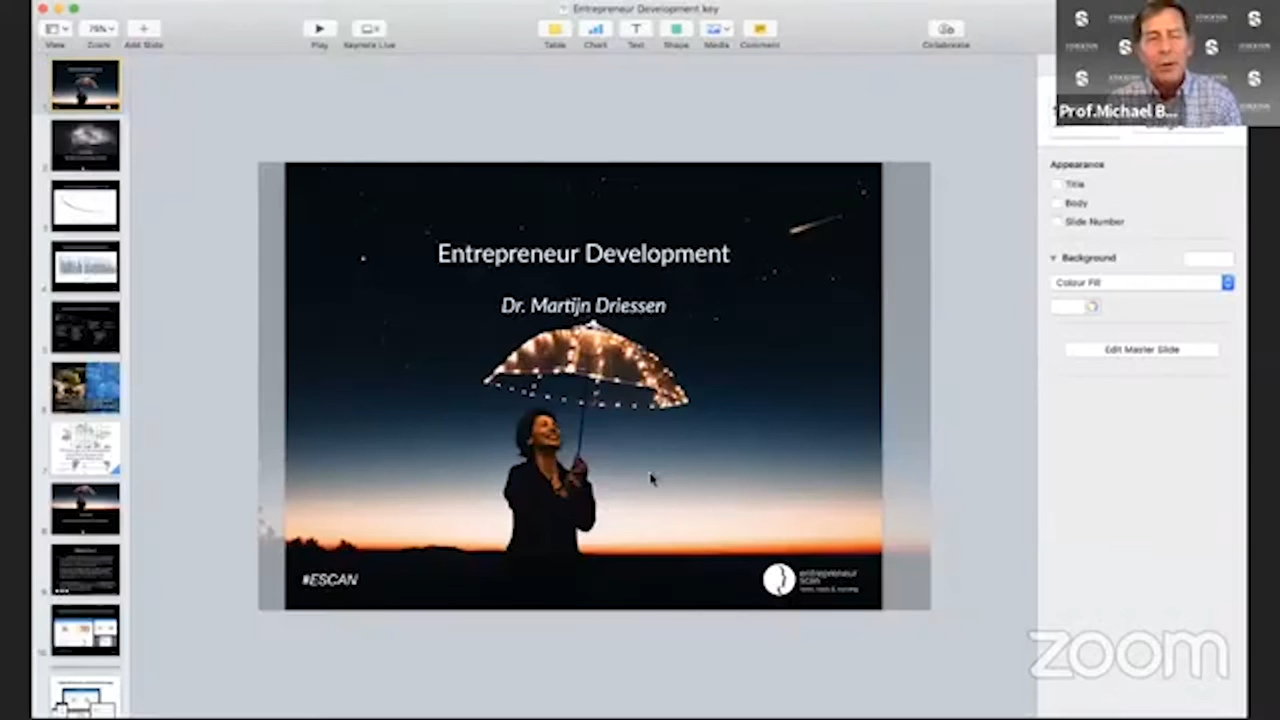 Entrepreneur Development.key
View
75%
Zoom
Add Slide
Play
Keynote Live
Table
Chart
Text
Shape
Media
Comment
Collaborate
Prof.Michael B...
Appearance
Title
Body
Slide Number
Background
Colour Fill
Edit Master Slide
Entrepreneur Development
Dr. Martijn Driessen
#ESCAN
entrepreneur
scan
zoom